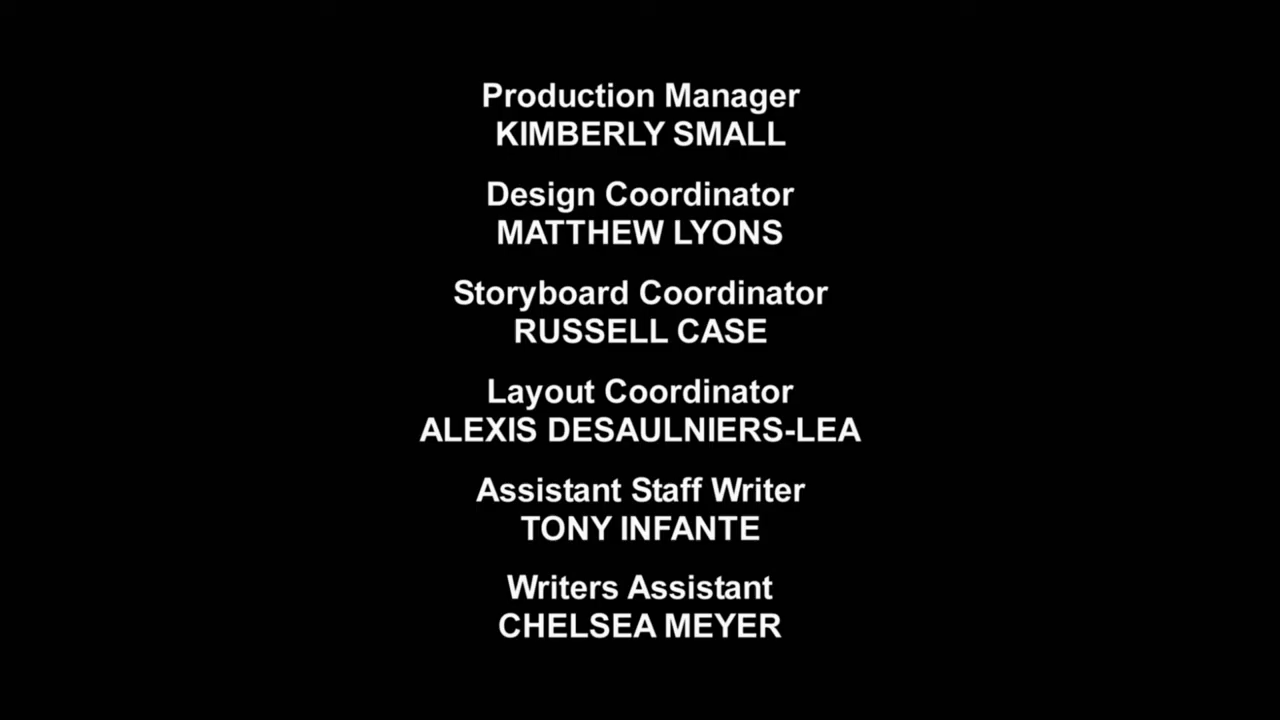 Production Manager
KIMBERLY SMALL
Design Coordinator
MATTHEW LYONS
Storyboard Coordinator
RUSSELL CASE
Layout Coordinator
ALEXIS DESAULNIERS-LEA
Assistant Staff Writer
TONY INFANTE
Writers Assistant
CHELSEA MEYER